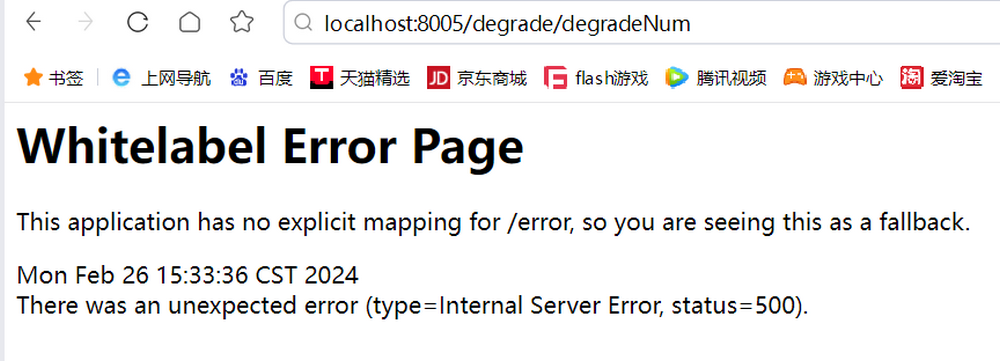 localhost:8005/degrade/degradeNum
书签 上网导航 百度 T 天猫精选 JD 京东商城 flash游戏 腾讯视频 游戏中心 淘 爱淘宝
Whitelabel Error Page
This application has no explicit mapping for /error, so you are seeing this as a fallback.
Mon Feb 26 15:33:36 CST 2024
There was an unexpected error (type=Internal Server Error, status=500).